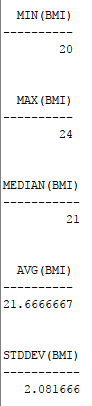 MIN(BMI)
----------
20
MAX(BMI)
----------
24
MEDIAN(BMI)
-----------
21
AVG(BMI)
----------
21.6666667
STDDEV(BMI)
-----------
2.081666